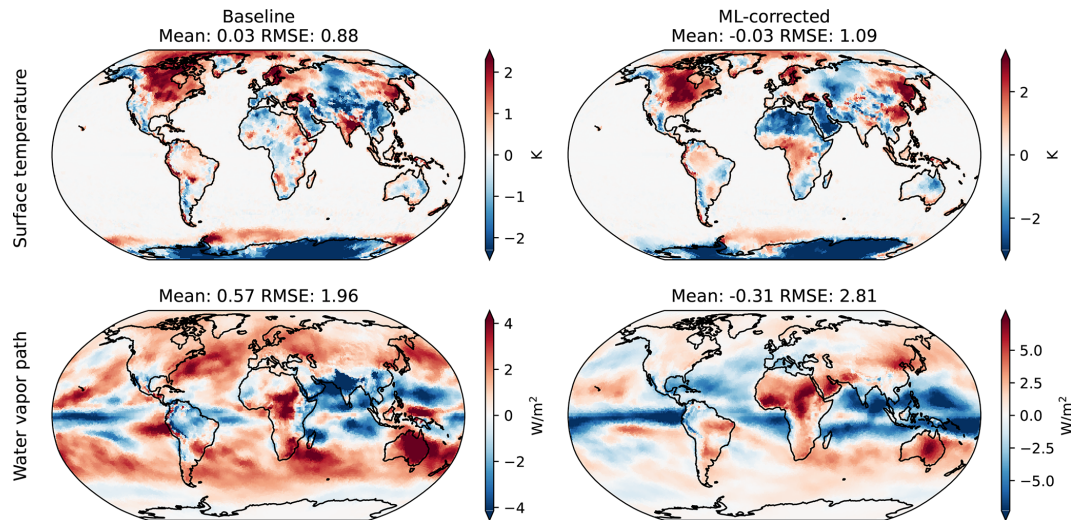 Baseline
Mean: 0.03 RMSE: 0.88
ML-corrected
Mean: -0.03 RMSE: 1.09
Surface temperature
2
1
0
−1
−2
K
2
0
−2
K
Mean: 0.57 RMSE: 1.96
Mean: -0.31 RMSE: 2.81
Water vapor path
4
2
0
−2
−4
W/m²
5.0
2.5
0.0
−2.5
−5.0
W/m²